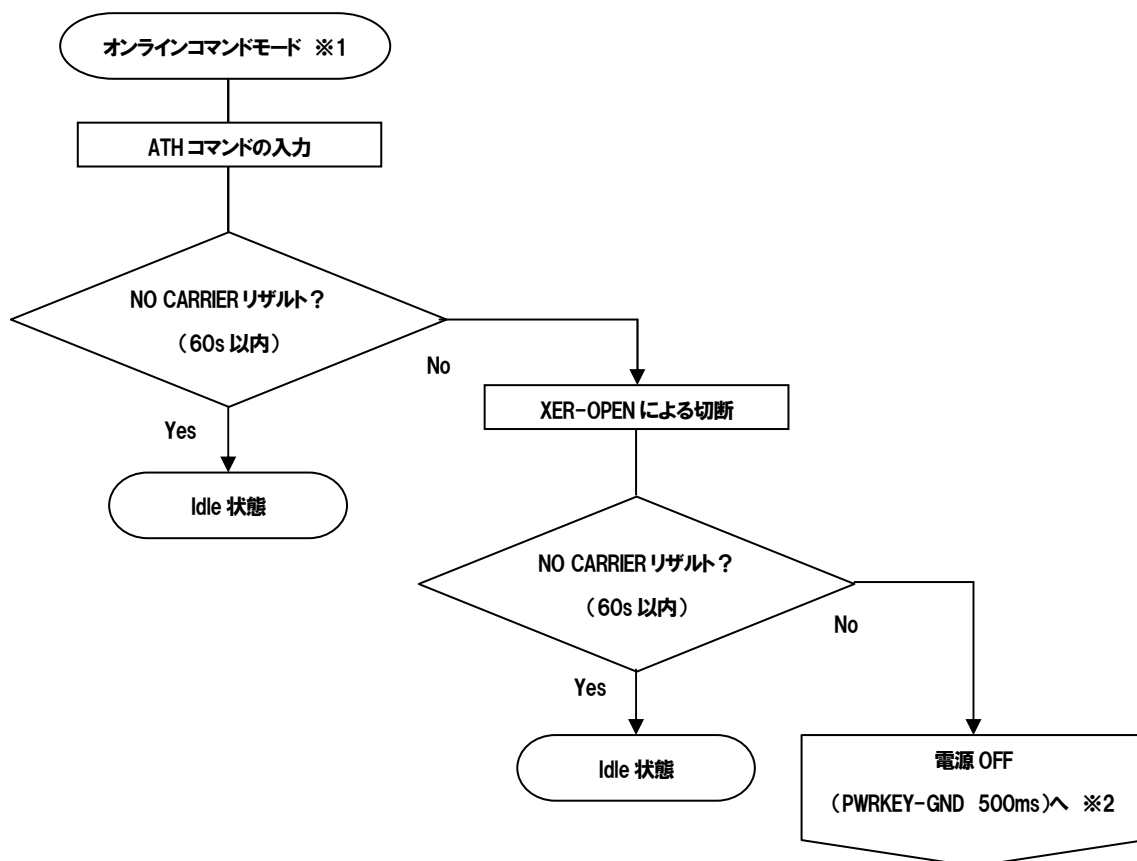 オンラインコマンドモード ※1
ATH コマンドの入力
NO CARRIER リザルト？
（60s 以内）
No
Yes
XER-OPEN による切断
Idle 状態
NO CARRIER リザルト？
（60s 以内）
No
Yes
Idle 状態
電源 OFF
（PWRKEY-GND 500ms）へ ※2